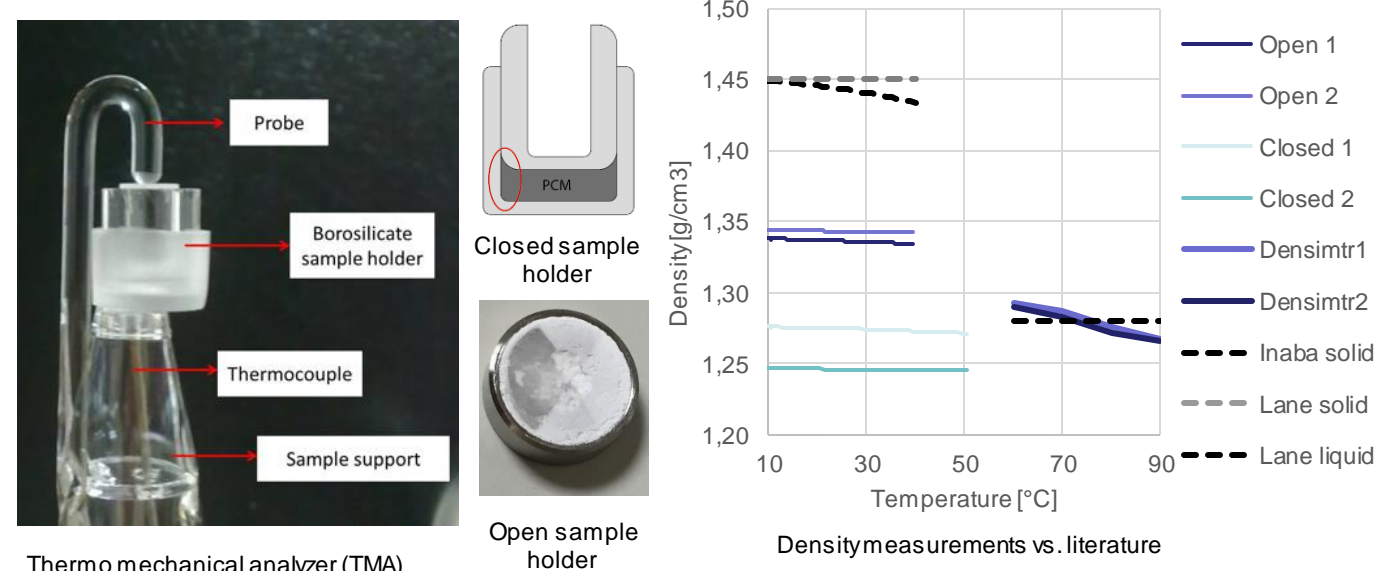 Probe
Borosilicate
sample holder
Thermocouple
Sample support
Thermo mechanical analyzer (TMA)
PCM
Closed sample
holder
Open sample
holder
Density [g/cm3]
1,50
1,45
1,40
1,35
1,30
1,25
1,20
10 30 50 70 90
Temperature [°C]
Open 1
Open 2
Closed 1
Closed 2
Densimtr1
Densimtr2
Inaba solid
Lane solid
Lane liquid
Density measurements vs. literature